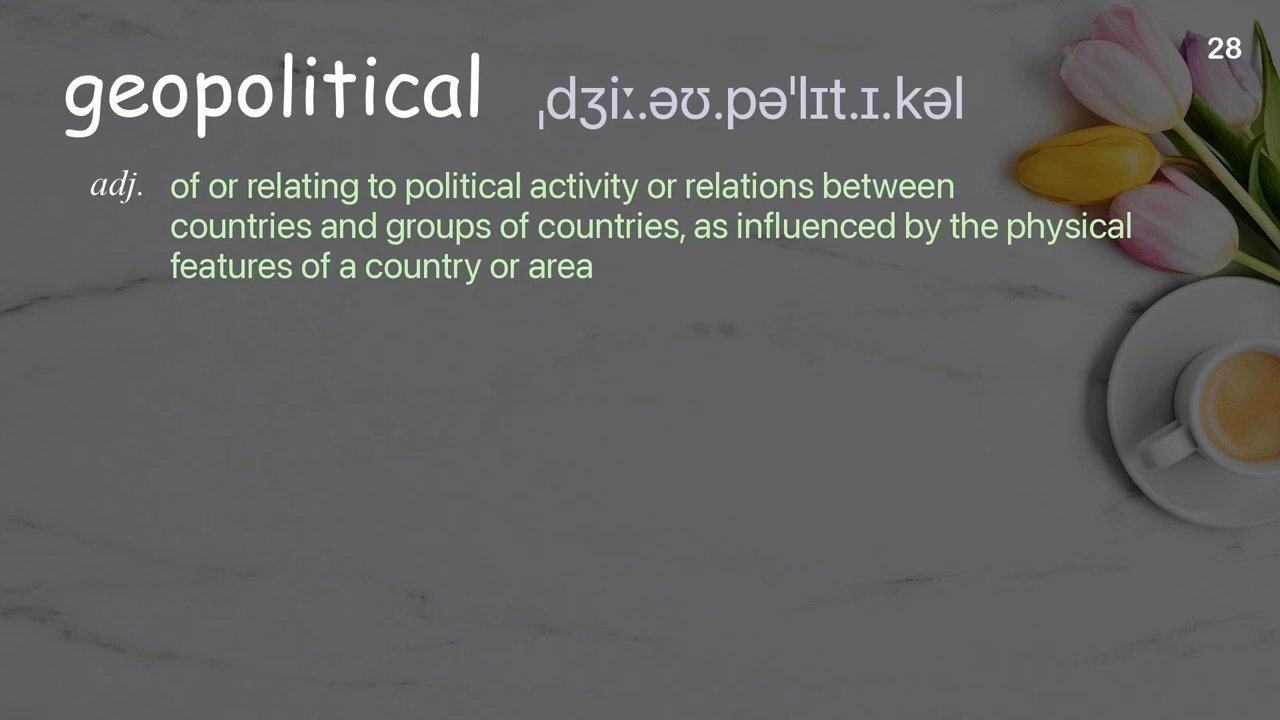 28
geopolitical ˌdʒiː.əʊ.pəˈlɪt.ɪ.kəl
adj. of or relating to political activity or relations between
countries and groups of countries, as influenced by the physical
features of a country or area